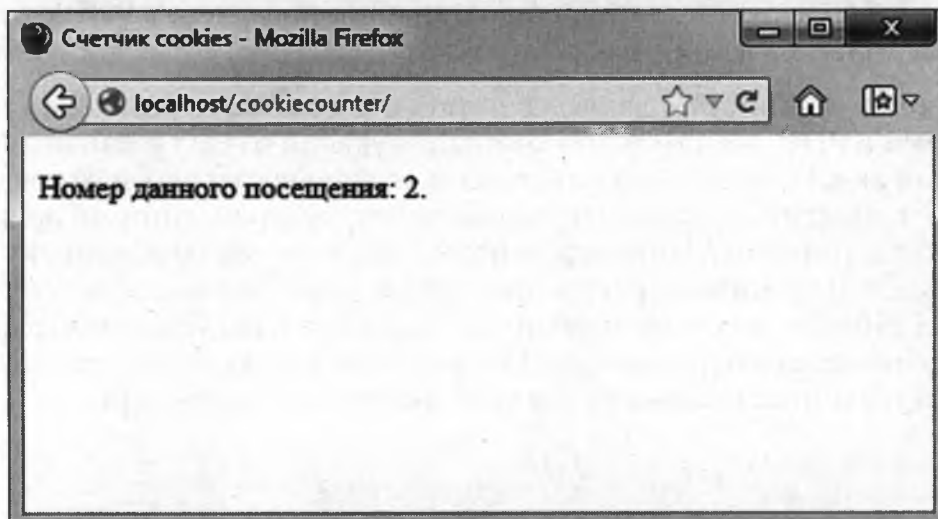 Счетчик cookies - Mozilla Firefox
localhost/cookiecounter/
Номер данного посещения: 2.